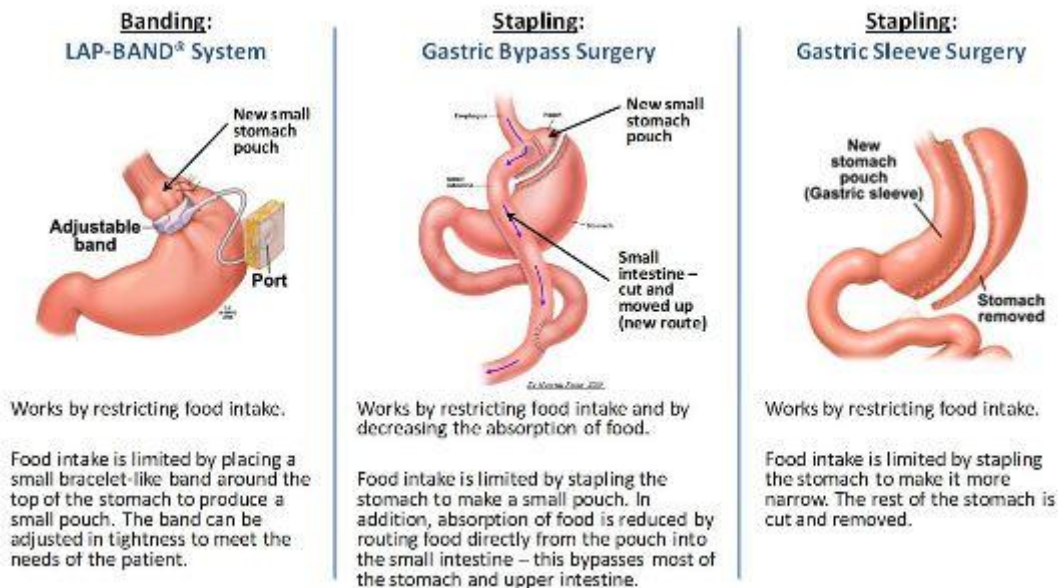 Banding:
LAP-BAND® System
New small
stomach
pouch
Adjustable
band
Port
Works by restricting food intake.
Food intake is limited by placing a
small bracelet-like band around the
top of the stomach to produce a
small pouch. The band can be
adjusted in tightness to meet the
needs of the patient.
Stapling:
Gastric Bypass Surgery
Esophagus
Pouch
New small
stomach
pouch
Small
intestine
Stomach
Small
intestine –
cut and
moved up
(new route)
Works by restricting food intake and by
decreasing the absorption of food.
Food intake is limited by stapling the
stomach to make a small pouch. In
addition, absorption of food is reduced by
routing food directly from the pouch into
the small intestine – this bypasses most of
the stomach and upper intestine.
Stapling:
Gastric Sleeve Surgery
New
stomach
pouch
(Gastric sleeve)
Stomach
removed
Works by restricting food intake.
Food intake is limited by stapling
the stomach to make it more
narrow. The rest of the stomach is
cut and removed.